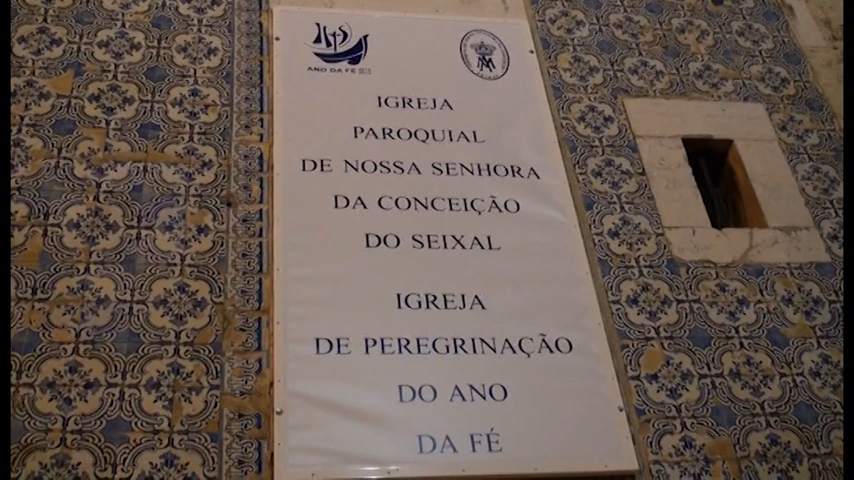 ANO DA FÉ
IGREJA
PAROQUIAL
DE NOSSA SENHORA
DA CONCEIÇÃO
DO SEIXAL
IGREJA
DE PEREGRINAÇÃO
DO ANO
DA FÉ